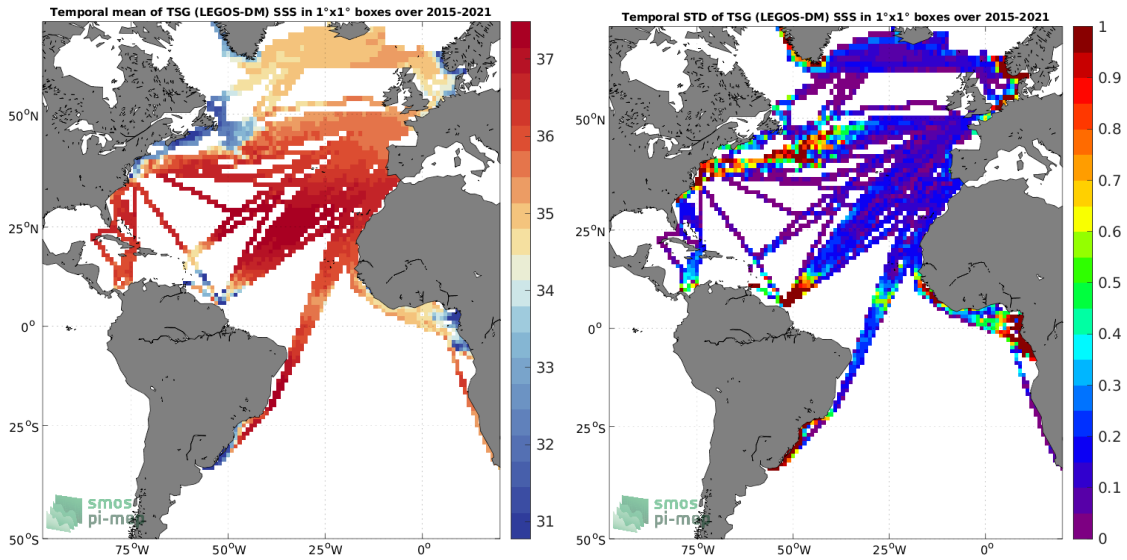 Temporal mean of TSG (LEGOS-DM) SSS in 1°x1° boxes over 2015-2021
50°N
25°N
0°
25°S
50°S
75°W
50°W
25°W
0°
37
36
35
34
33
32
31
smos
pi-mep
Temporal STD of TSG (LEGOS-DM) SSS in 1°x1° boxes over 2015-2021
50°N
25°N
0°
25°S
50°S
75°W
50°W
25°W
0°
1
0.9
0.8
0.7
0.6
0.5
0.4
0.3
0.2
0.1
0
smos
pi-mep